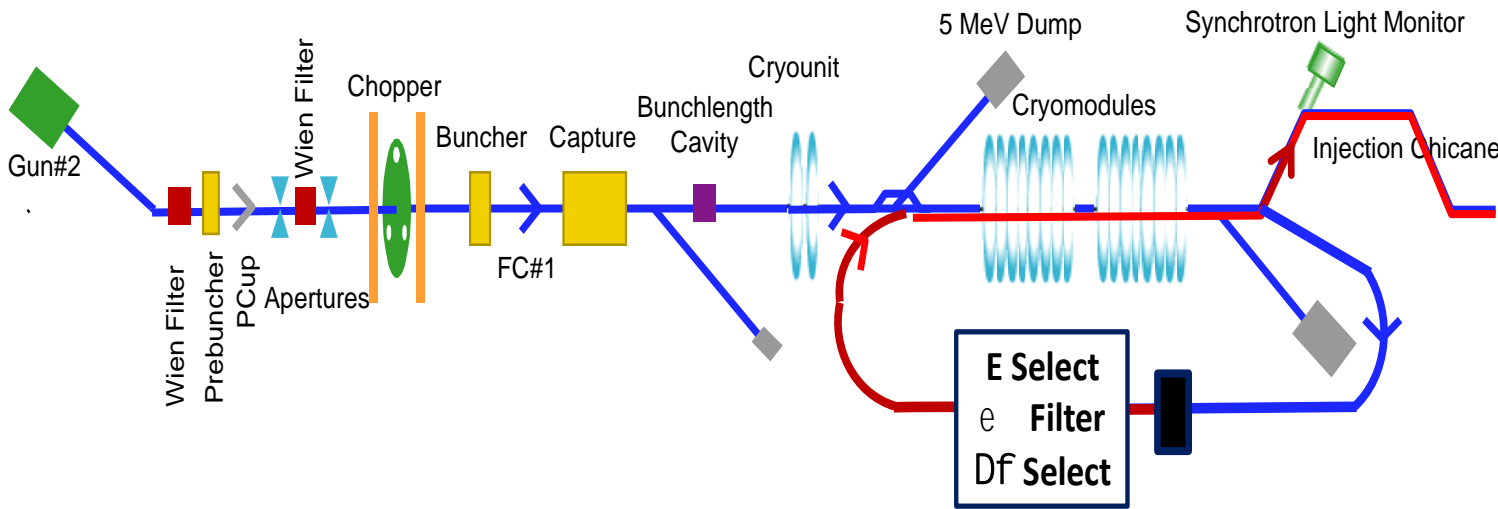 Synchrotron Light Monitor
5 MeV Dump
Cryounit
Wien Filter
Chopper
Bunchlength
Cavity
Cryomodules
Buncher
Capture
Injection Chicane
Gun#2
FC#1
Apertures
Wien Filter
Prebuncher
PCup
E Select
e Filter
Df Select